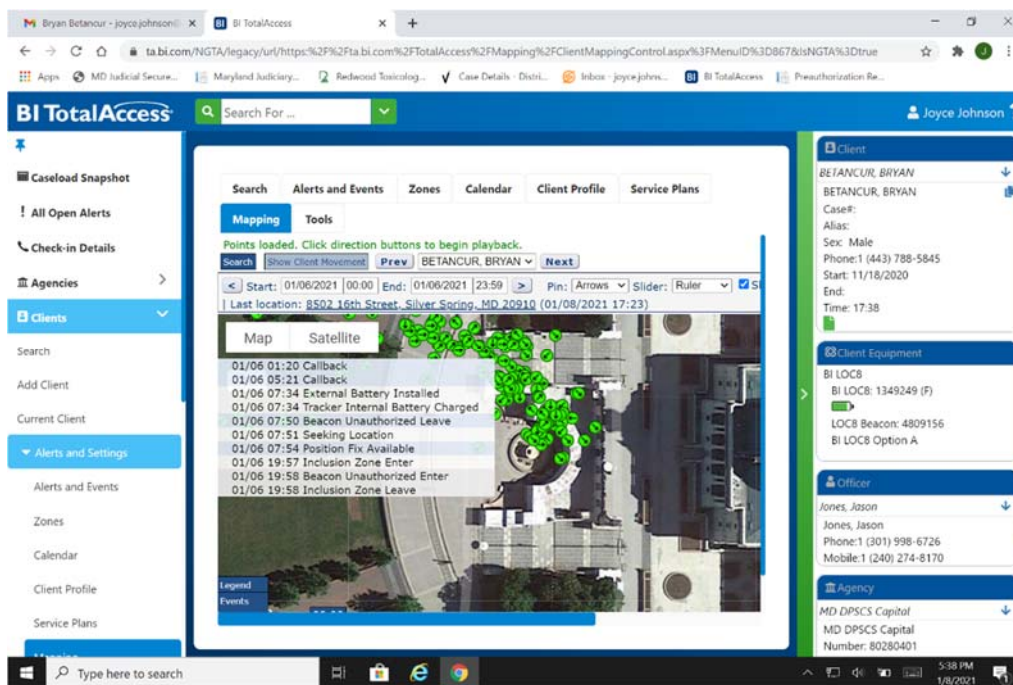 Bryan Betancur - joyce.johnson@
BI TotalAccess
ta.bi.com/NGTA/legacy/url/https:%2F%2Fta.bi.com%2FTotalAccess%2FMapping%2FClientMappingControl.aspx%3FMenuID%3D867&IsNGTA%3Dtrue
Apps
MD Judicial Secure...
Maryland Judiciary...
Redwood Toxicolog...
Case Details - Distri...
Inbox - joyce.johns...
BI TotalAccess
Preauthorization Re...
BI TotalAccess
Search For ...
Joyce Johnson
Caseload Snapshot
All Open Alerts
Check-in Details
Agencies
Clients
Search
Add Client
Current Client
Alerts and Settings
Alerts and Events
Zones
Calendar
Client Profile
Service Plans
Mapping
Search Alerts and Events Zones Calendar Client Profile Service Plans
Mapping Tools
Points loaded. Click direction buttons to begin playback.
Search Show Client Movement Prev BETANCUR, BRYAN Next
< Start: 01/06/2021 00:00 End: 01/06/2021 23:59 > Pin: Arrows Slider: Ruler
| Last location: 8502 16th Street, Silver Spring, MD 20910 (01/08/2021 17:23)
Map Satellite
01/06 01:20 Callback
01/06 05:21 Callback
01/06 07:34 External Battery Installed
01/06 07:34 Tracker Internal Battery Charged
01/06 07:50 Beacon Unauthorized Leave
01/06 07:51 Seeking Location
01/06 07:54 Position Fix Available
01/06 19:57 Inclusion Zone Enter
01/06 19:58 Beacon Unauthorized Enter
01/06 19:58 Inclusion Zone Leave
Legend
Events
Client
BETANCUR, BRYAN
BETANCUR, BRYAN
Case#:
Alias:
Sex: Male
Phone:1 (443) 788-5845
Start: 11/18/2020
End:
Time: 17:38
Client Equipment
BI LOC8
BI LOC8: 1349249 (F)
LOC8 Beacon: 4809156
BI LOC8 Option A
Officer
Jones, Jason
Jones, Jason
Phone:1 (301) 998-6726
Mobile:1 (240) 274-8170
Agency
MD DPSCS Capital
MD DPSCS Capital
Number: 80280401
Type here to search
5:38 PM
1/8/2021